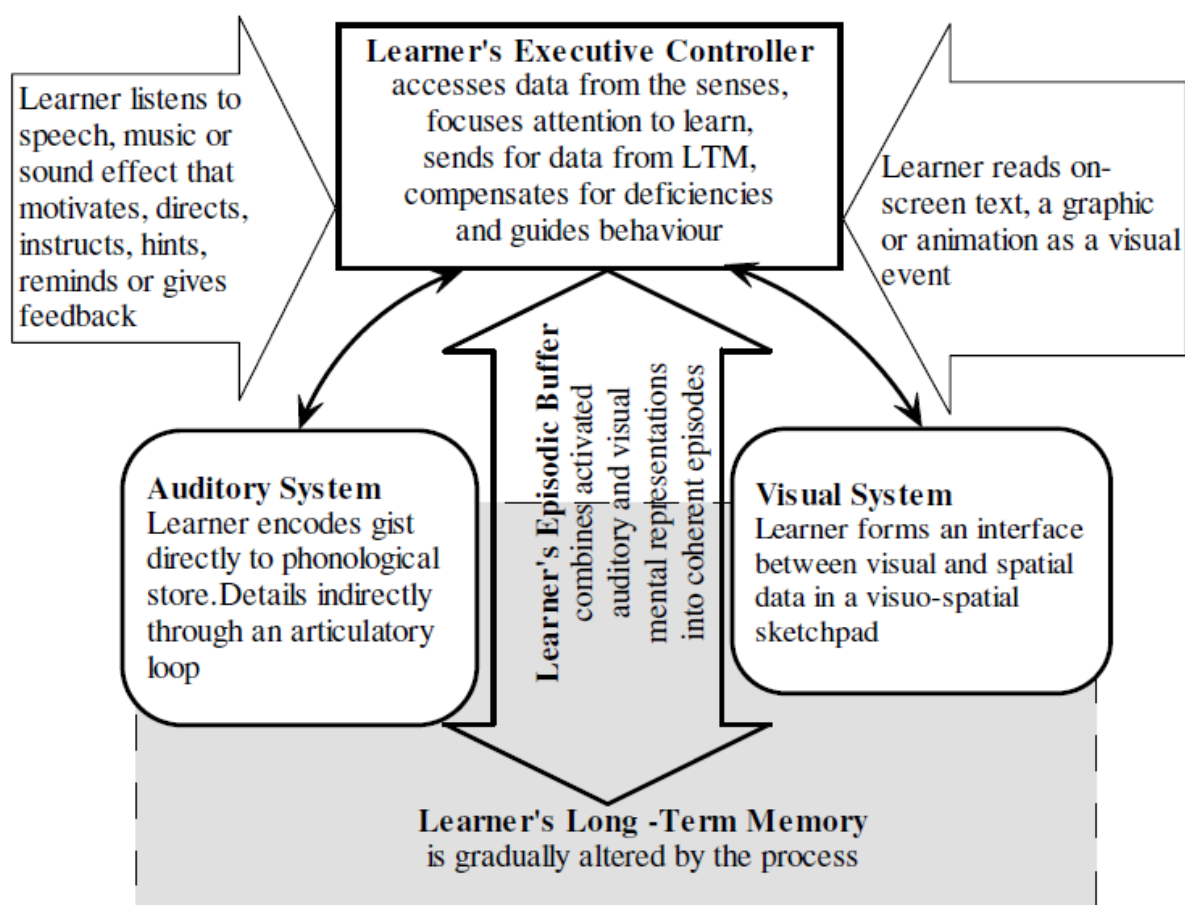 Learner's Executive Controller
accesses data from the senses,
focuses attention to learn,
sends for data from LTM,
compensates for deficiencies
and guides behaviour
Learner listens to
speech, music or
sound effect that
motivates, directs,
instructs, hints,
reminds or gives
feedback
Learner reads on-
screen text, a graphic
or animation as a visual
event
Learner's Episodic Buffer
combines activated
auditory and visual
mental representations
into coherent episodes
Auditory System
Learner encodes gist
directly to phonological
store.Details indirectly
through an articulatory
loop
Visual System
Learner forms an interface
between visual and spatial
data in a visuo-spatial
sketchpad
Learner's Long -Term Memory
is gradually altered by the process